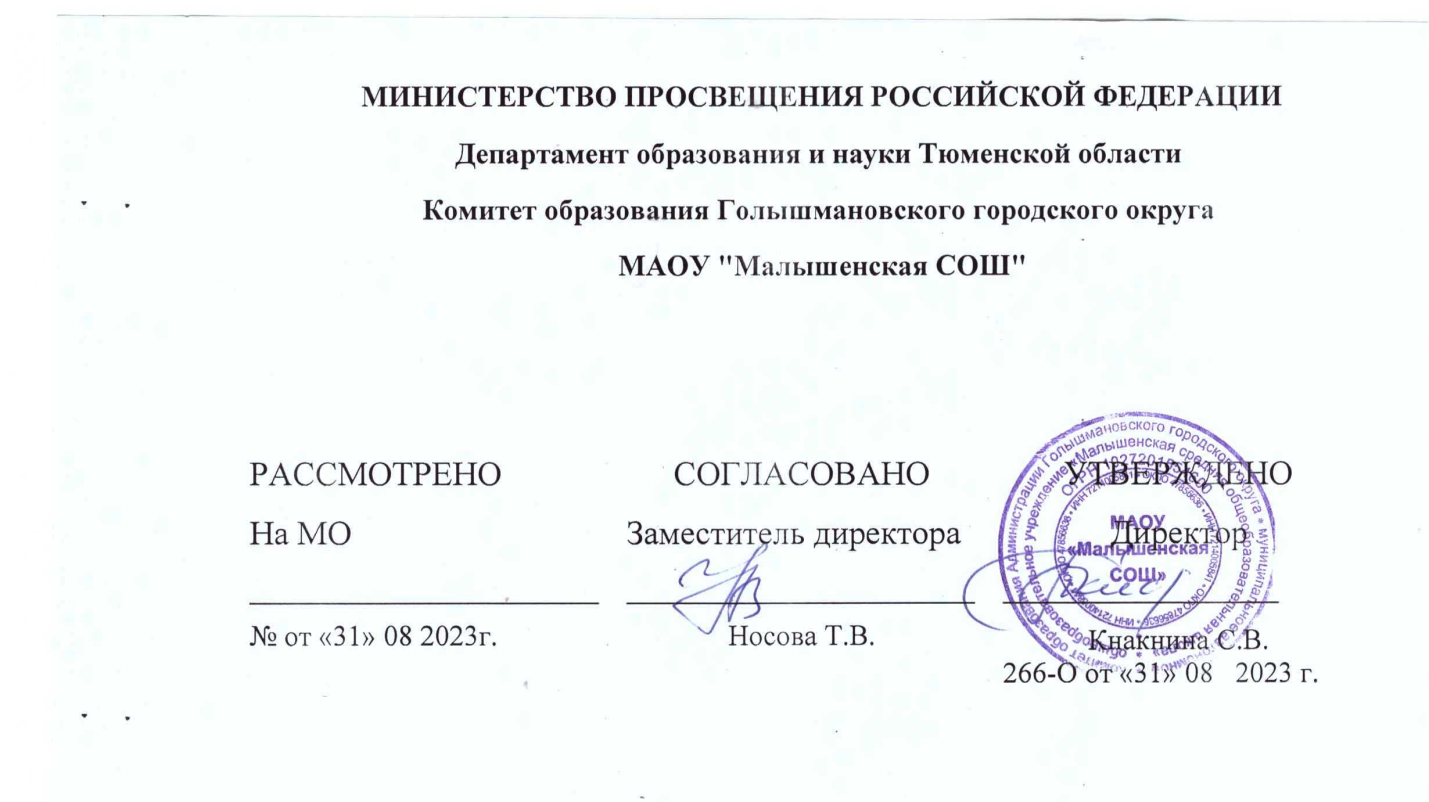 МИНИСТЕРСТВО ПРОСВЕЩЕНИЯ РОССИЙСКОЙ ФЕДЕРАЦИИ
Департамент образования и науки Тюменской области
Комитет образования Голышмановского городского округа
МАОУ "Малышенская СОШ"
РАССМОТРЕНО
На МО
№ от «31» 08 2023г.
СОГЛАСОВАНО
Заместитель директора
Носова Т.В.
УТВЕРЖДЕНО
Директор
Кнакнина С.В.
266-О от «31» 08 2023 г.
МАОУ
«Малышенская
СОШ»